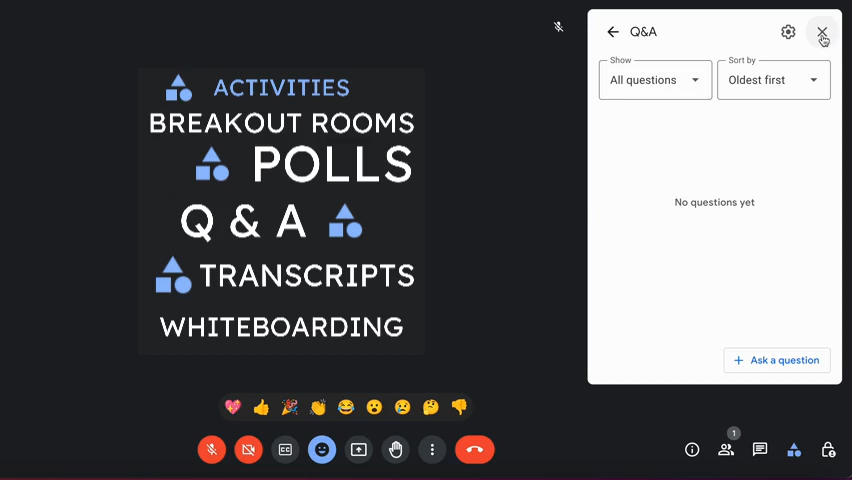 ACTIVITIES
BREAKOUT ROOMS
POLLS
Q & A
TRANSCRIPTS
WHITEBOARDING
Q&A
Show
All questions
Sort by
Oldest first
No questions yet
+ Ask a question
CC
1